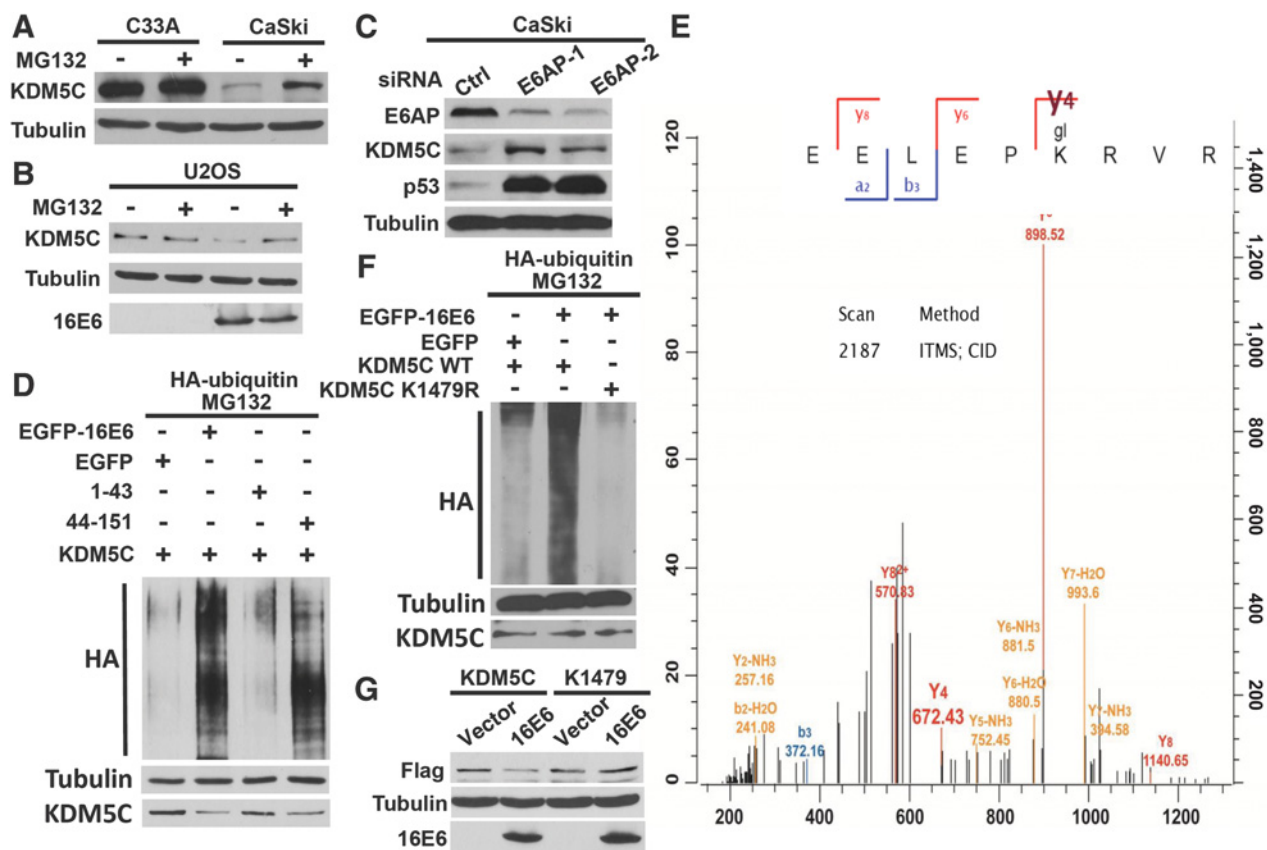 A
C33A CaSki
MG132 - + - +
KDM5C
Tubulin
B
U2OS
MG132 - + - +
KDM5C
Tubulin
16E6
C
CaSki
siRNA Ctrl E6AP-1 E6AP-2
E6AP
KDM5C
p53
Tubulin
D
HA-ubiquitin
MG132
EGFP-16E6 - + - -
EGFP + - - -
1-43 - - + -
44-151 - - - +
KDM5C + + + +
HA
Tubulin
KDM5C
E
y8 y6 y4
gl
E E L E P K R V R
a2 b3
120
100
80
60
40
20
0
1,400
1,200
1,000
800
600
400
200
0
898.52
Scan Method
2187 ITMS; CID
Y8 2+
570.83
Y7-H2O
993.6
Y6-NH3
881.5
Y2-NH3
257.16
Y6-H2O
880.5
Y4
672.43
b2-H2O
241.08
b3
372.16
Y5-NH3
752.45
-NH3
394.58
Y8
1140.65
200 400 600 800 1000 1200
F
HA-ubiquitin
MG132
EGFP-16E6 - + +
EGFP + - -
KDM5C WT + + -
KDM5C K1479R - - +
HA
Tubulin
KDM5C
G
KDM5C K1479
Vector 16E6 Vector 16E6
Flag
Tubulin
16E6